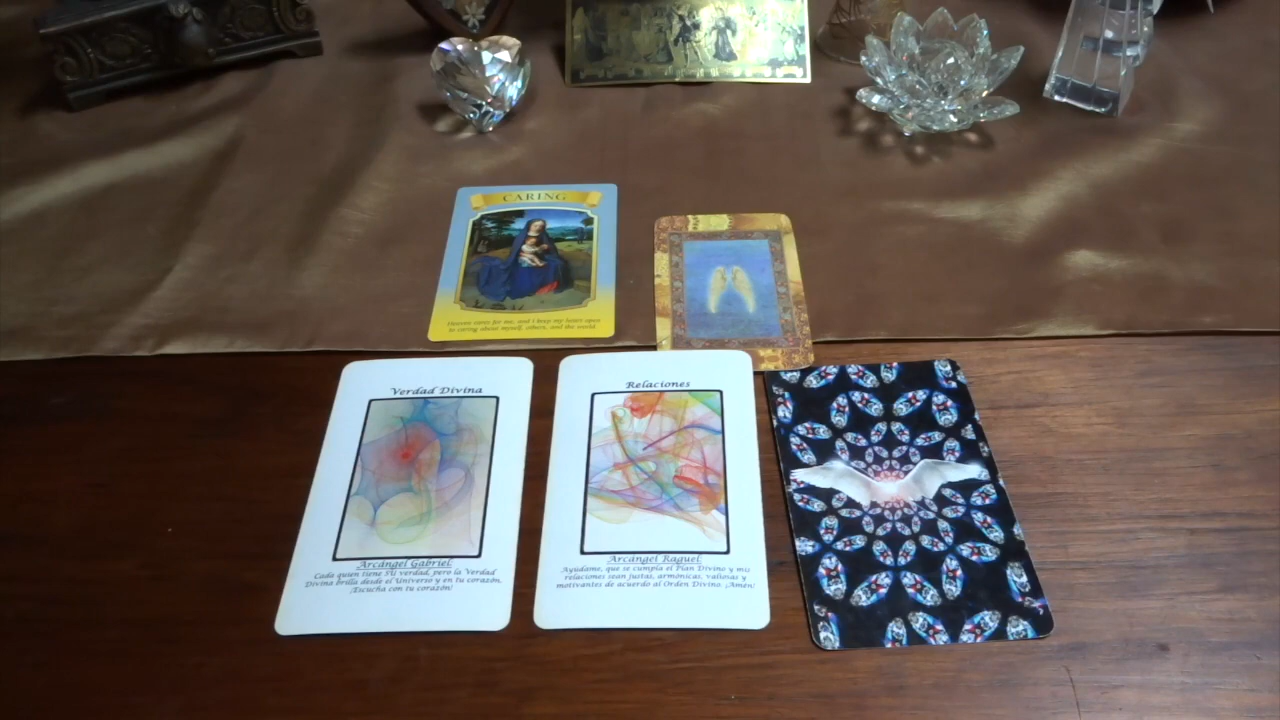 CARING
Heaven cares for me, and I keep my heart open
to caring about myself, others, and the world.
Verdad Divina
Arcángel Gabriel:
Cada quien tiene su verdad, pero la Verdad
Divina brilla desde el Universo y en tu corazón.
¡Escucha con tu corazón!
Relaciones
Arcángel Raguel:
Ayúdame, que se cumpla el Plan Divino y mis
relaciones sean justas, armónicas, valiosas y
motivantes de acuerdo al Orden Divino. ¡Amén!